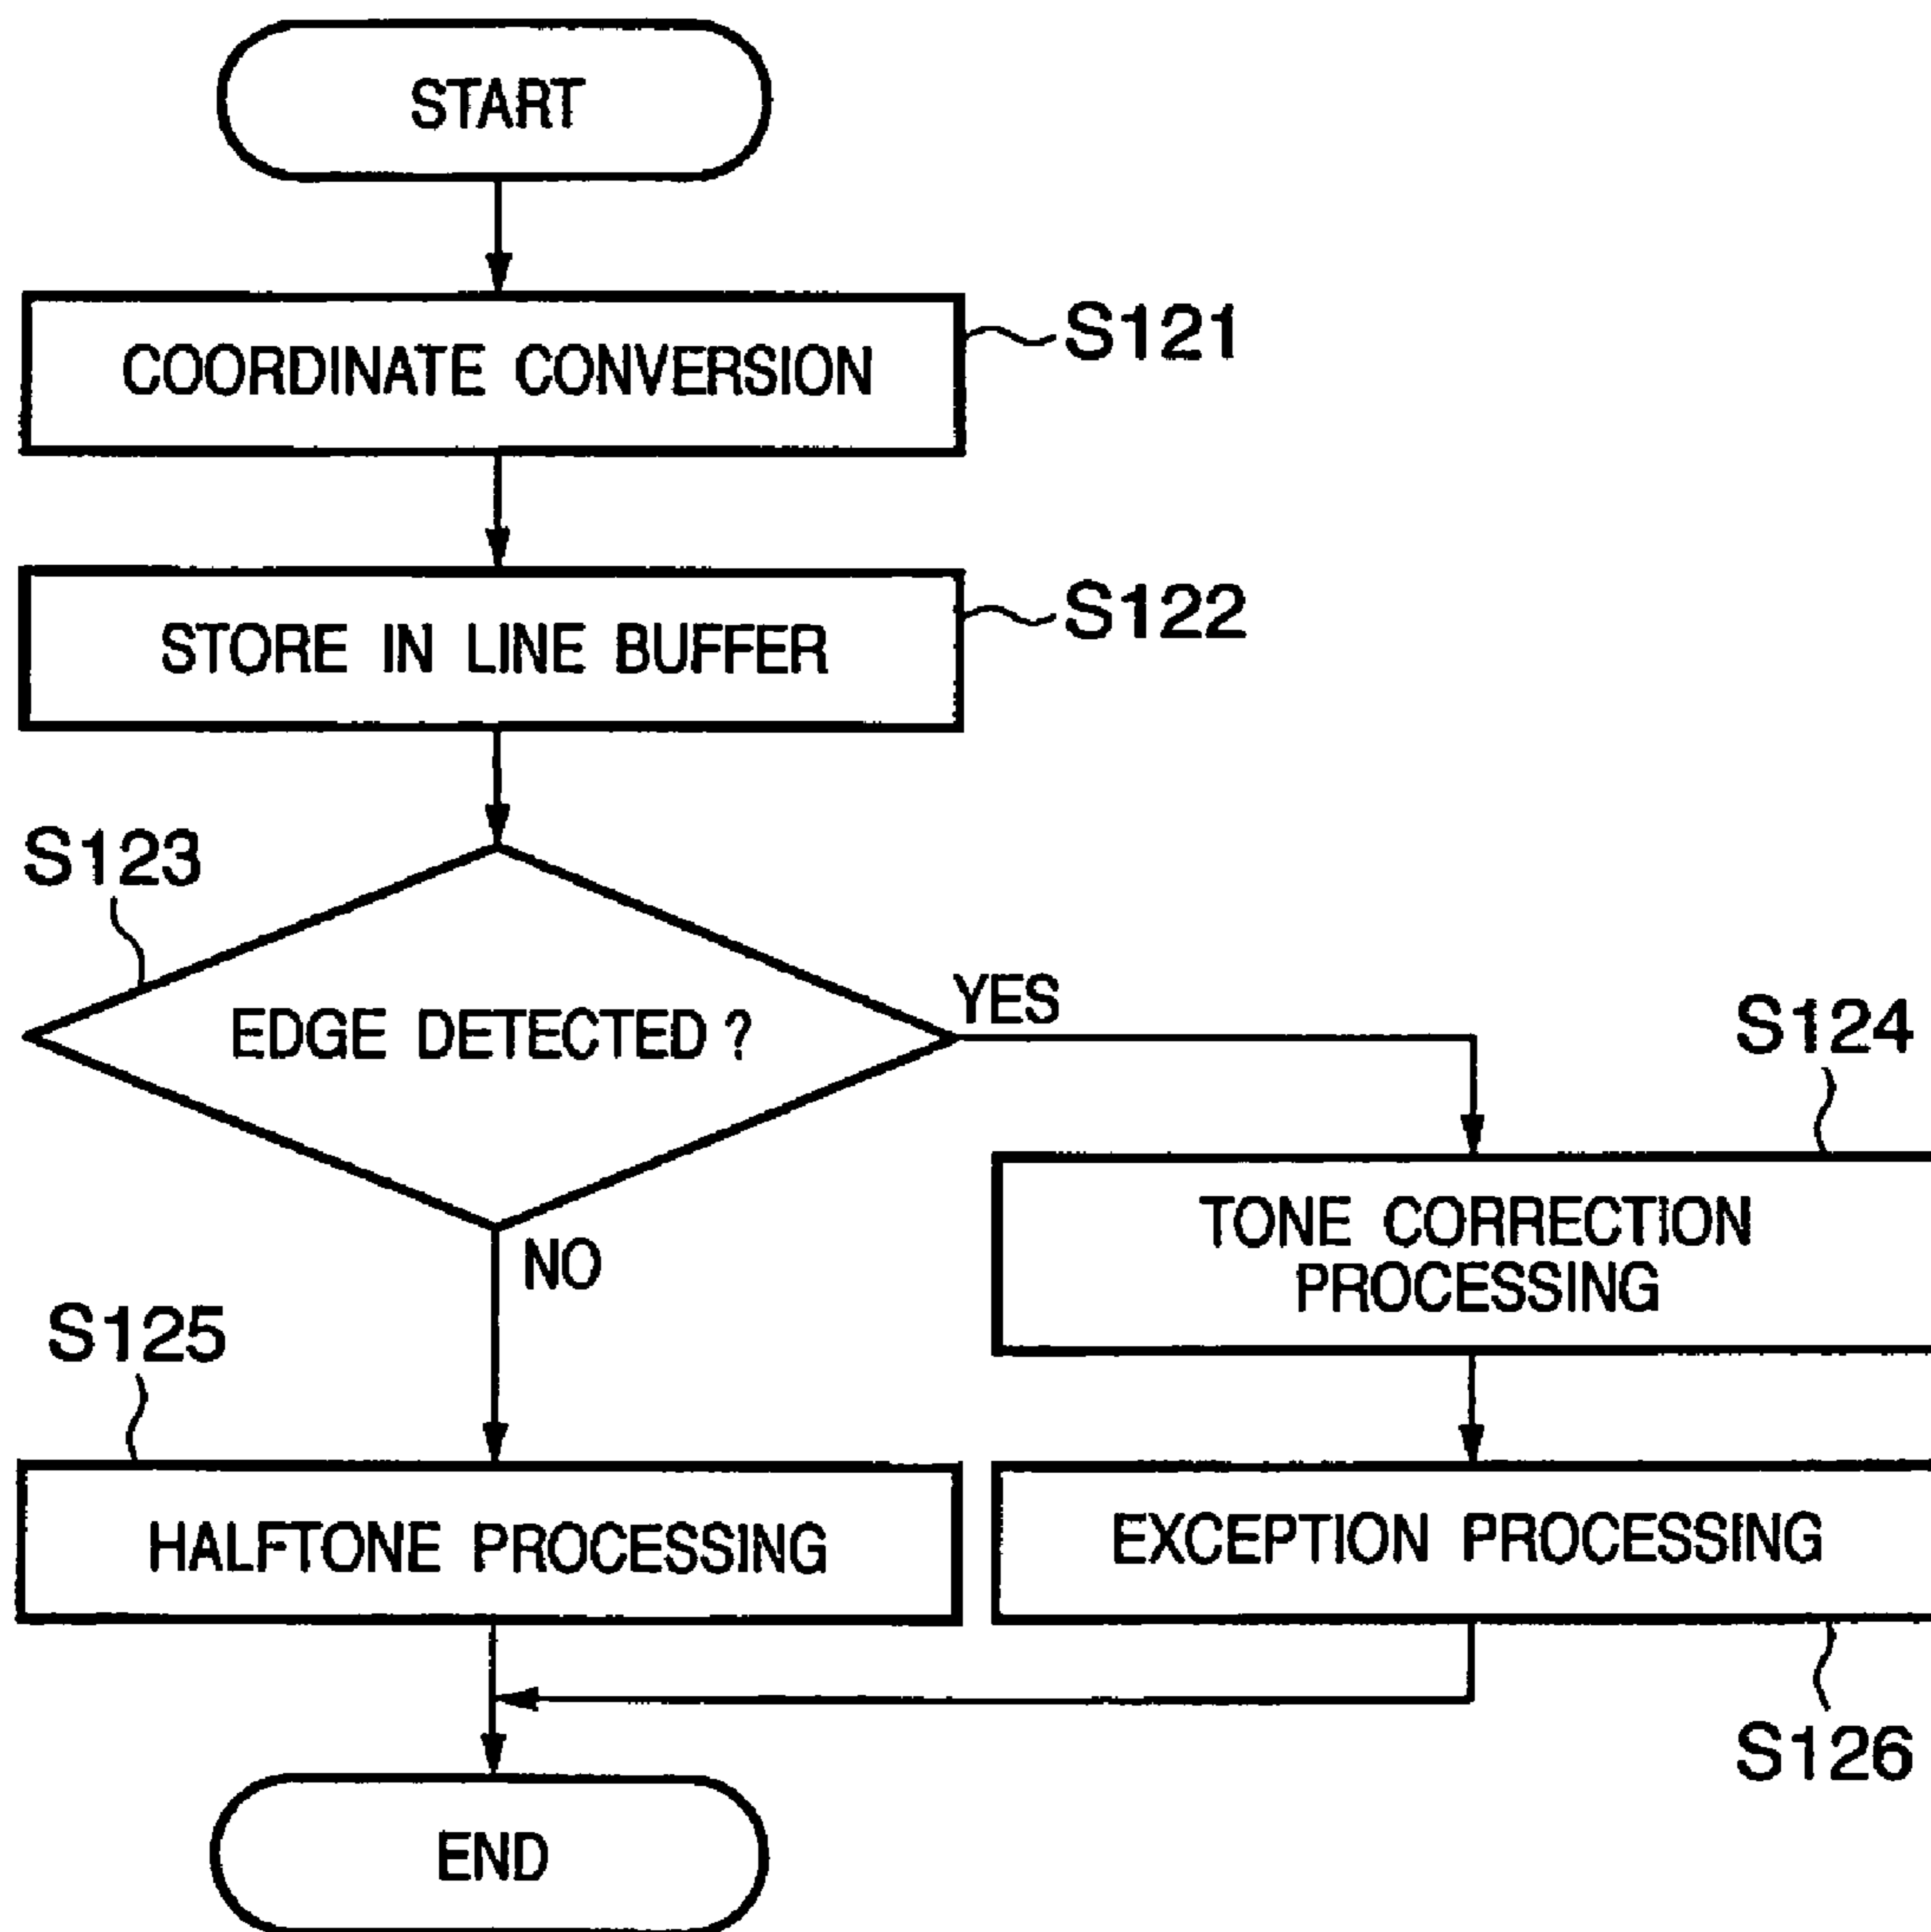 START
COORDINATE CONVERSION
S121
STORE IN LINE BUFFER
S122
S123
EDGE DETECTED ?
YES
NO
S124
TONE CORRECTION
PROCESSING
S125
HALFTONE PROCESSING
EXCEPTION PROCESSING
S126
END